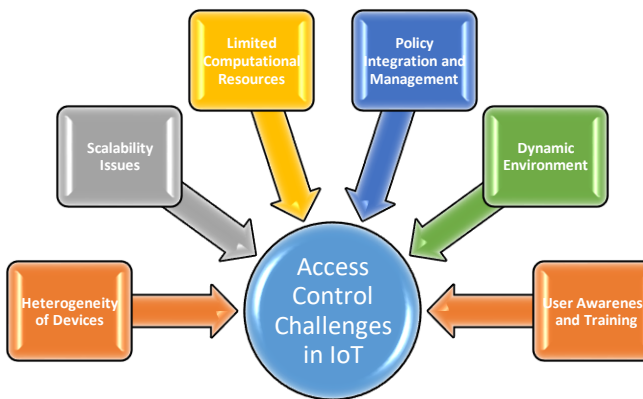 Limited
Computational
Resources
Policy
Integration and
Management
Scalability
Issues
Dynamic
Environment
Heterogeneity
of Devices
Access
Control
Challenges
in IoT
User Awarenes
and Training